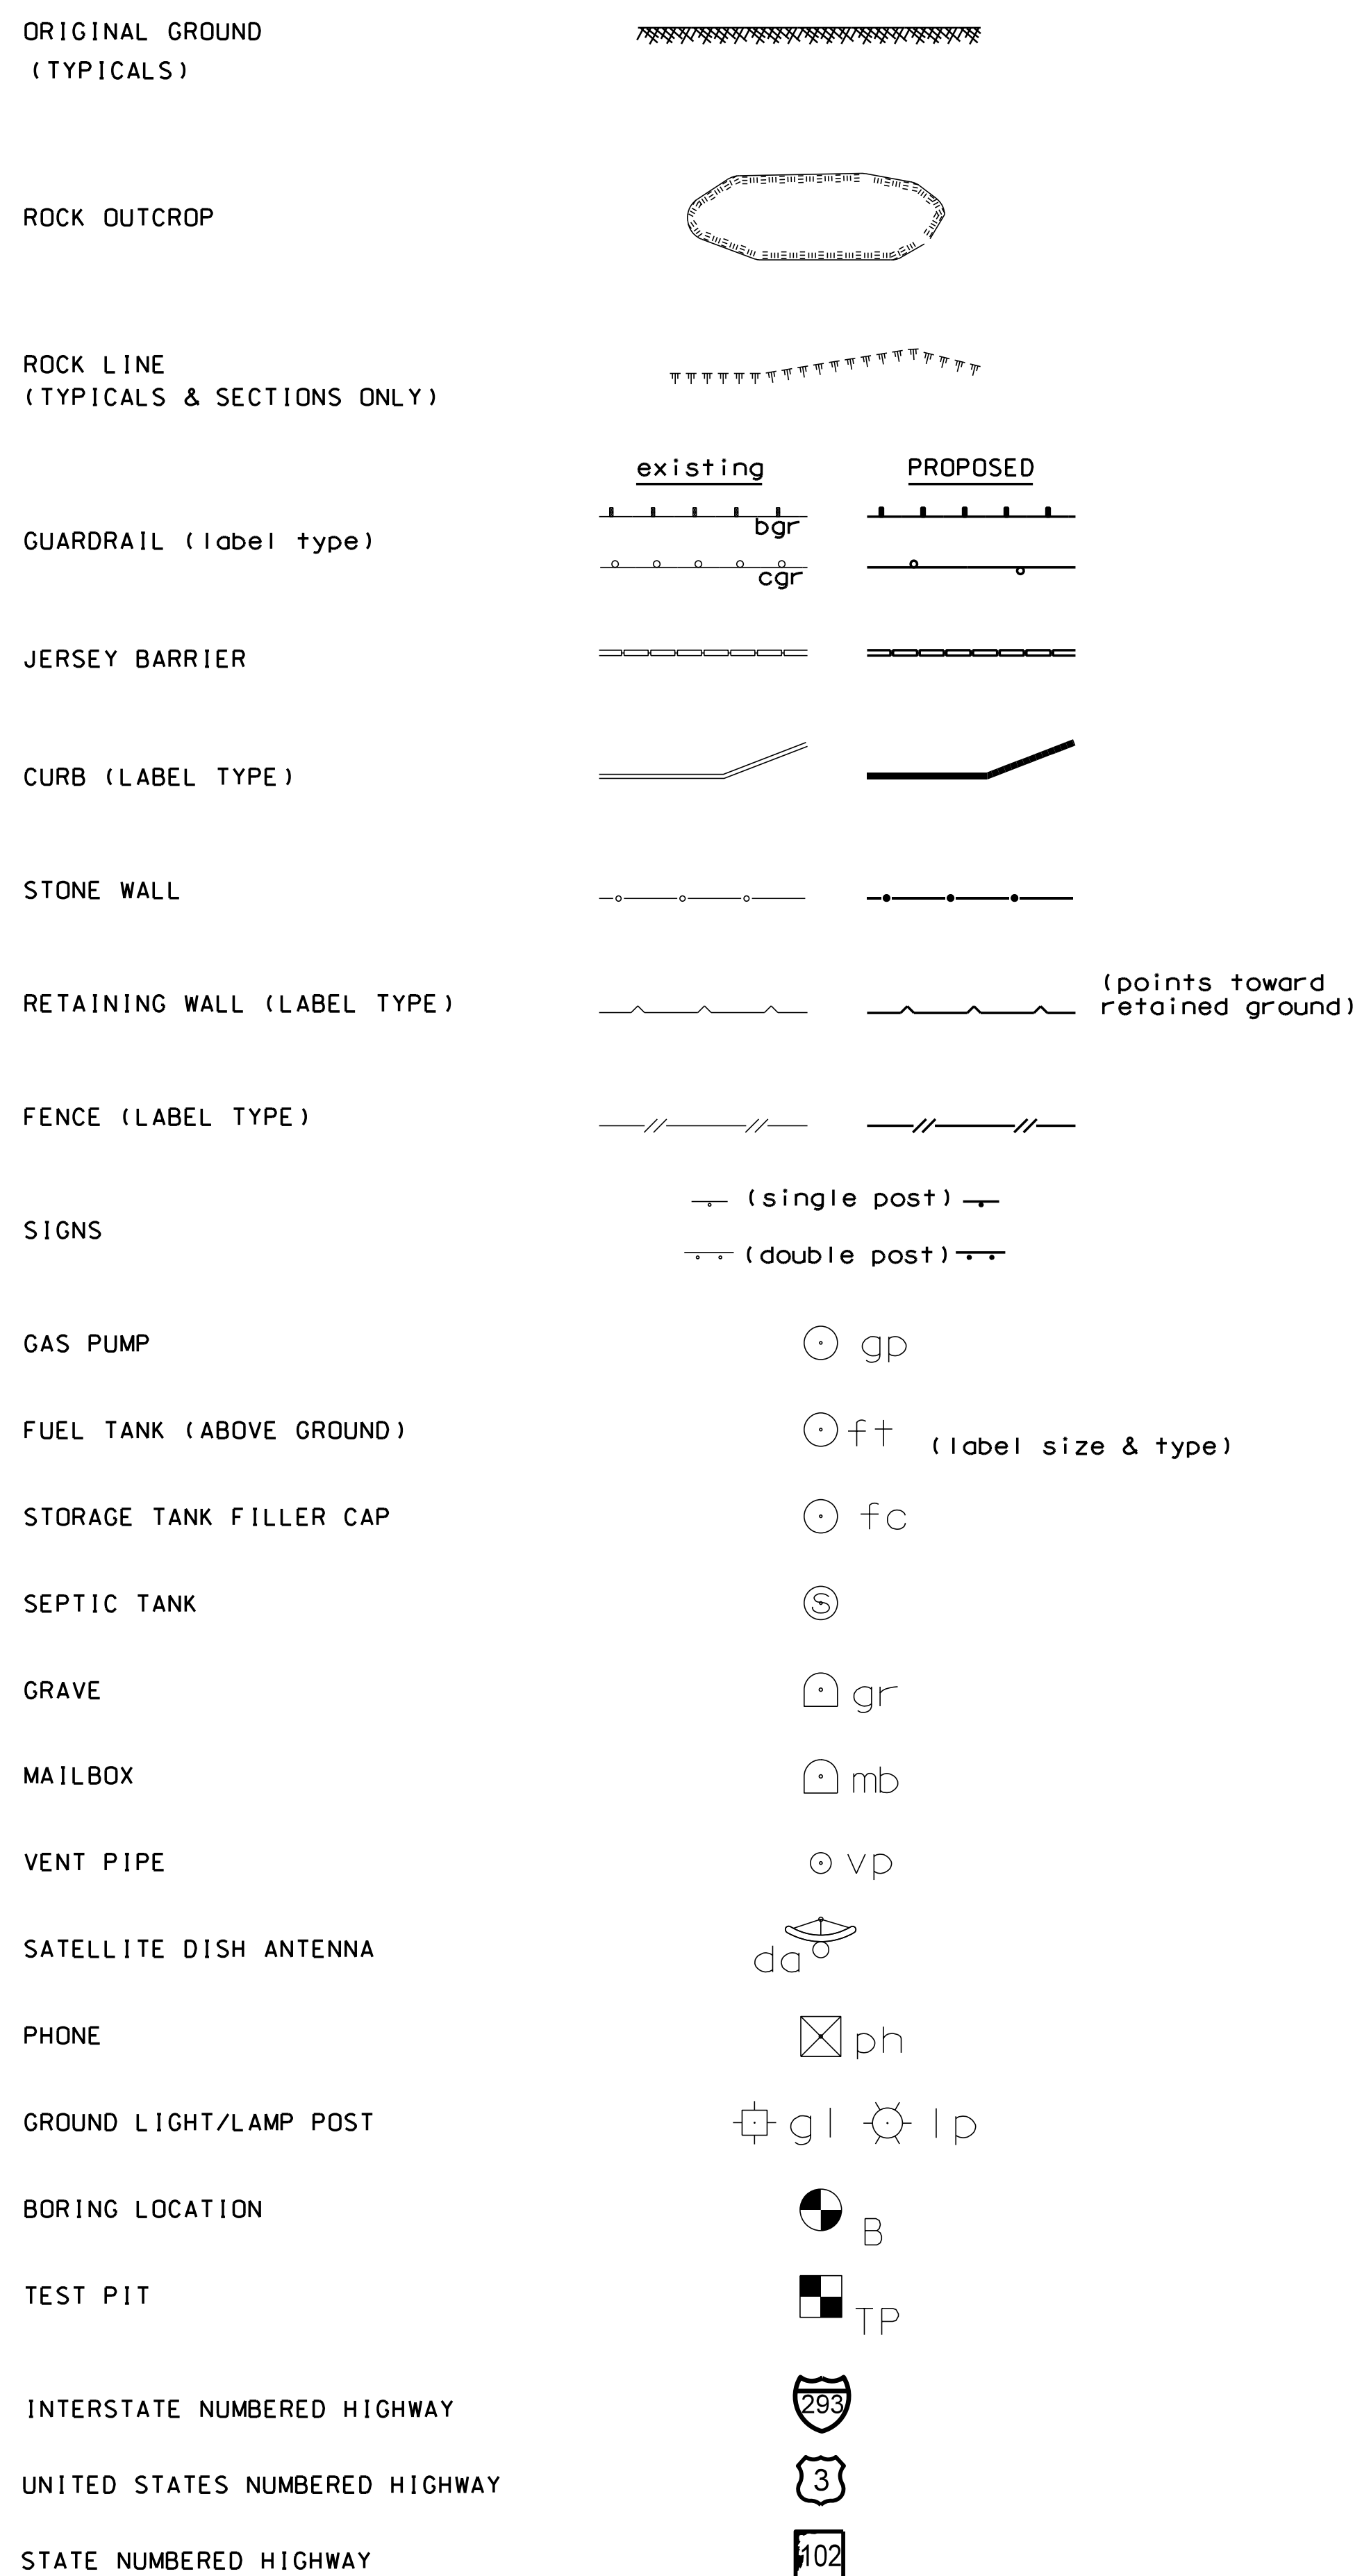 ORIGINAL GROUND
(TYPICALS)
ROCK OUTCROP
ROCK LINE
(TYPICALS & SECTIONS ONLY)
existing PROPOSED
GUARDRAIL (label type)
bgr
cgr
JERSEY BARRIER
CURB (LABEL TYPE)
STONE WALL
RETAINING WALL (LABEL TYPE)
(points toward
retained ground)
FENCE (LABEL TYPE)
SIGNS
(single post)
(double post)
GAS PUMP gp
FUEL TANK (ABOVE GROUND) ft (label size & type)
STORAGE TANK FILLER CAP fc
SEPTIC TANK S
GRAVE gr
MAILBOX mb
VENT PIPE vp
SATELLITE DISH ANTENNA da
PHONE ph
GROUND LIGHT/LAMP POST gl lp
BORING LOCATION B
TEST PIT TP
INTERSTATE NUMBERED HIGHWAY 293
UNITED STATES NUMBERED HIGHWAY 3
STATE NUMBERED HIGHWAY 102